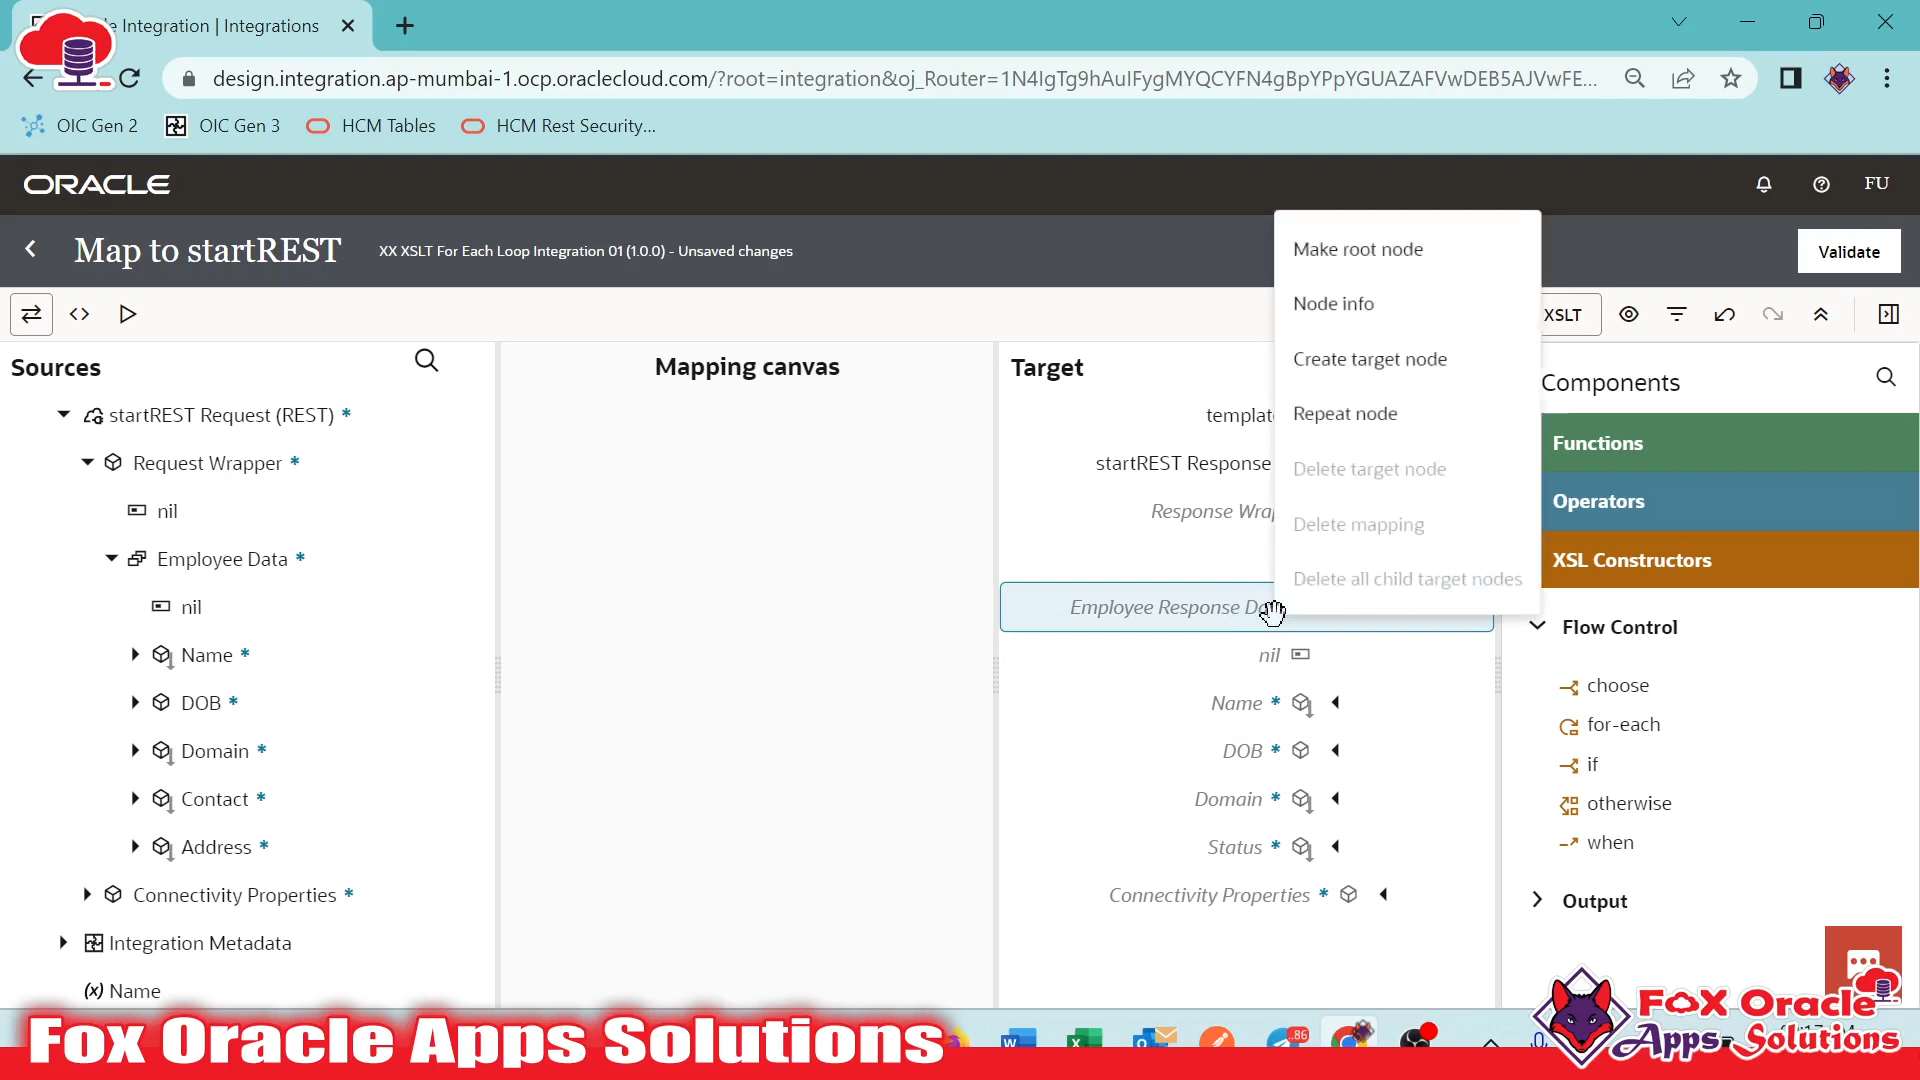 e Integration | Integrations
design.integration.ap-mumbai-1.ocp.oraclecloud.com/?root=integration&oj_Router=1N4IgTg9hAuIFygMYQCYFN4gBpYPpYGUAZAFVwDEB5AJVwFE...
OIC Gen 2
OIC Gen 3
HCM Tables
HCM Rest Security...
ORACLE
FU
Map to startREST
XX XSLT For Each Loop Integration 01 (1.0.0) - Unsaved changes
Validate
XSLT
Sources
startREST Request (REST) *
Request Wrapper *
nil
Employee Data *
nil
Name *
DOB *
Domain *
Contact *
Address *
Connectivity Properties *
Integration Metadata
(x) Name
Mapping canvas
Target
template
startREST Response
Response Wrap
Employee Response Da
nil
Name *
DOB *
Domain *
Status *
Connectivity Properties *
Make root node
Node info
Create target node
Repeat node
Delete target node
Delete mapping
Delete all child target nodes
Components
Functions
Operators
XSL Constructors
Flow Control
choose
for-each
if
otherwise
when
Output
Fox Oracle Apps Solutions
86
Fox Oracle
Apps Solutions